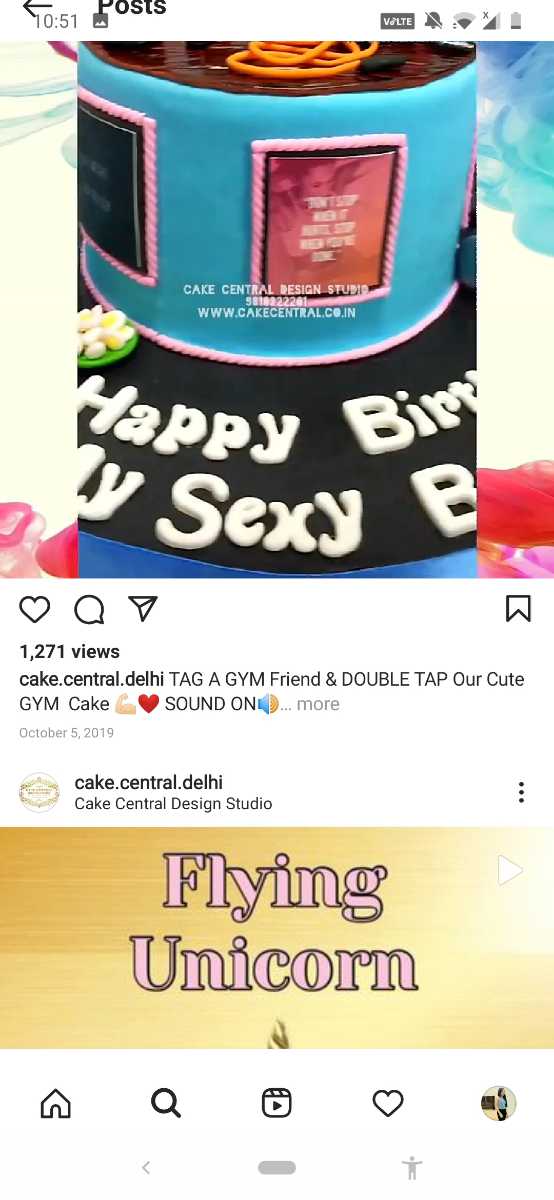 Posts
10:51
VoLTE
X
"DON'T STOP
WHEN IT
HURTS, STOP
WHEN YOU'RE
DONE."
CAKE CENTRAL DESIGN STUDIO
9818222261
WWW.CAKECENTRAL.CO.IN
Happy Birt
My Sexy B
1,271 views
cake.central.delhi TAG A GYM Friend & DOUBLE TAP Our Cute
GYM Cake 💪🏻❤️ SOUND ON🔊... more
October 5, 2019
cake.central.delhi
Cake Central Design Studio
Flying
Unicorn